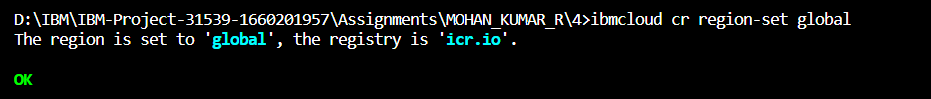 D:\IBM\IBM-Project-31539-1660201957\Assignments\MOHAN_KUMAR_R\4>ibmcloud cr region-set global
The region is set to 'global', the registry is 'icr.io'.
OK